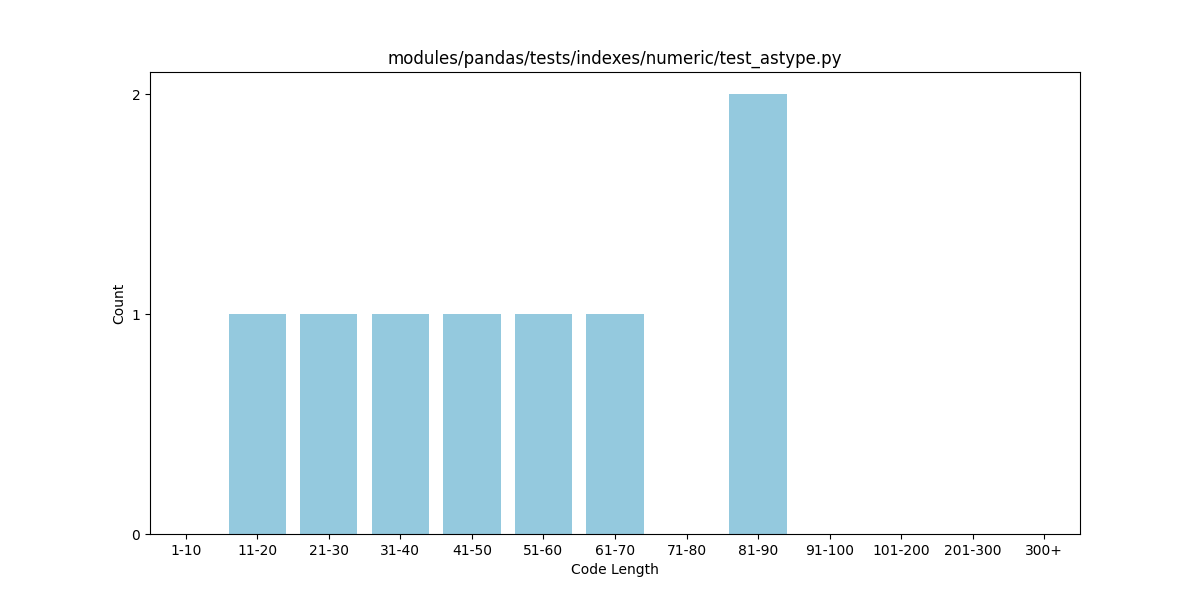 modules/pandas/tests/indexes/numeric/test_astype.py
2
1
0
Count
1-10 11-20 21-30 31-40 41-50 51-60 61-70 71-80 81-90 91-100 101-200 201-300 300+
Code Length